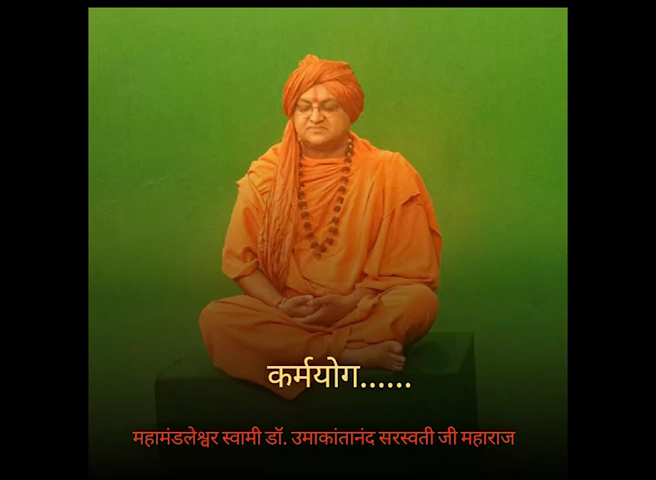 कर्मयोग......
महामंडलेश्वर स्वामी डॉ. उमाकांतानंद सरस्वती जी महाराज